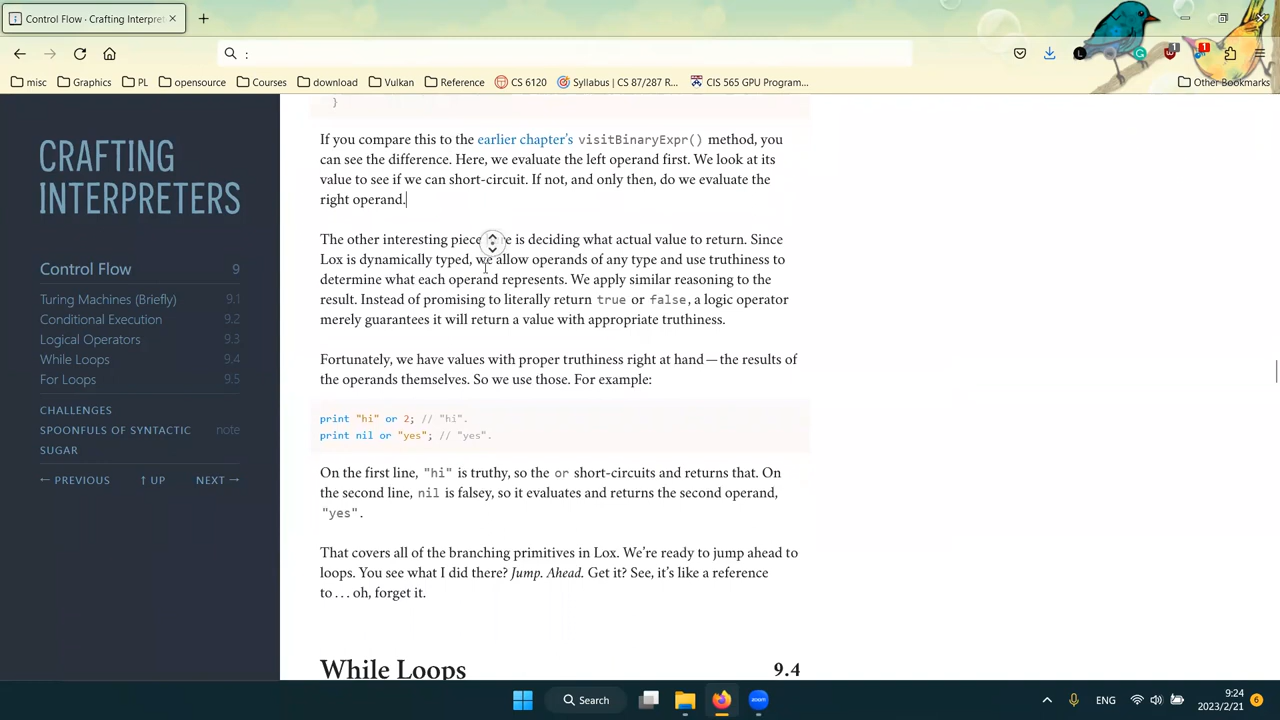 Control Flow · Crafting Interpret
:
misc
Graphics
PL
opensource
Courses
download
Vulkan
Reference
CS 6120
Syllabus | CS 87/287 R...
CIS 565 GPU Program...
Other Bookmarks
1
1
CRAFTING
INTERPRETERS
Control Flow 9
Turing Machines (Briefly) 9.1
Conditional Execution 9.2
Logical Operators 9.3
While Loops 9.4
For Loops 9.5
CHALLENGES
SPOONFULS OF SYNTACTIC note
SUGAR
← PREVIOUS ↑ UP NEXT →
}
If you compare this to the earlier chapter’s visitBinaryExpr() method, you
can see the difference. Here, we evaluate the left operand first. We look at its
value to see if we can short-circuit. If not, and only then, do we evaluate the
right operand.
The other interesting piece is deciding what actual value to return. Since
Lox is dynamically typed, we allow operands of any type and use truthiness to
determine what each operand represents. We apply similar reasoning to the
result. Instead of promising to literally return true or false, a logic operator
merely guarantees it will return a value with appropriate truthiness.
Fortunately, we have values with proper truthiness right at hand—the results of
the operands themselves. So we use those. For example:
print "hi" or 2; // "hi".
print nil or "yes"; // "yes".
On the first line, "hi" is truthy, so the or short-circuits and returns that. On
the second line, nil is falsey, so it evaluates and returns the second operand,
"yes".
That covers all of the branching primitives in Lox. We’re ready to jump ahead to
loops. You see what I did there? Jump. Ahead. Get it? See, it’s like a reference
to . . . oh, forget it.
While Loops 9.4
Search
zoom
ENG
9:24
2023/2/21
6